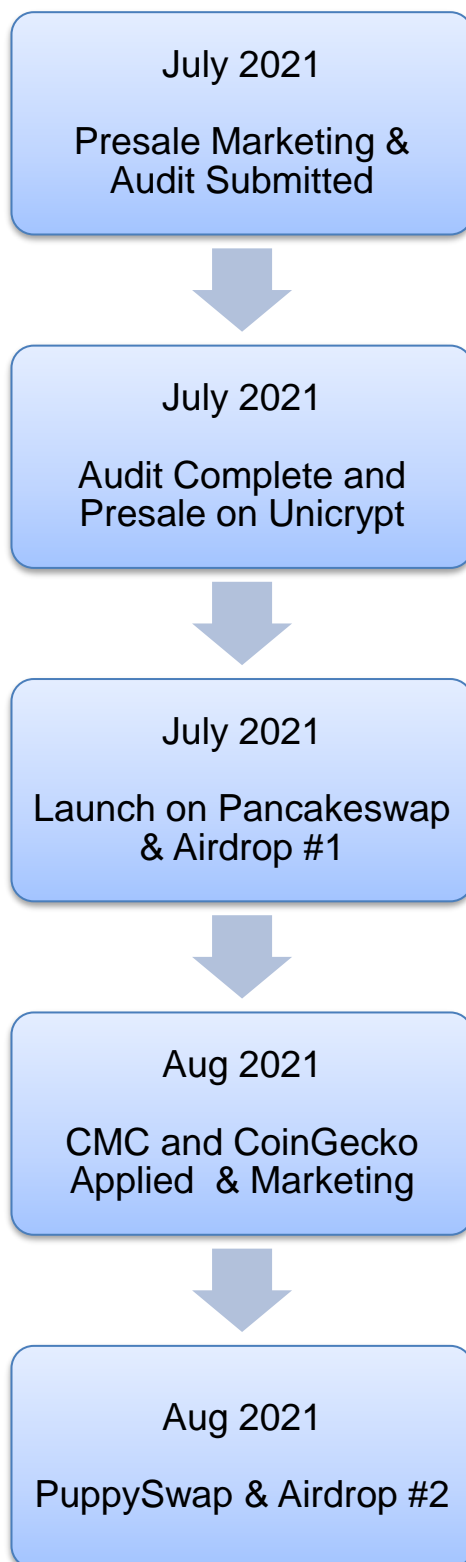 July 2021
Presale Marketing &
Audit Submitted
July 2021
Audit Complete and
Presale on Unicrypt
July 2021
Launch on Pancakeswap
& Airdrop #1
Aug 2021
CMC and CoinGecko
Applied  & Marketing
Aug 2021
PuppySwap & Airdrop #2